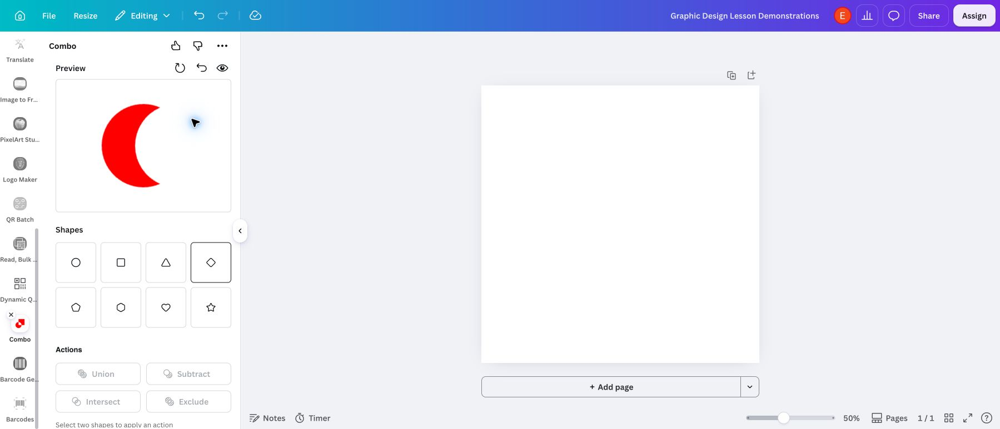 File
Resize
Editing
Graphic Design Lesson Demonstrations
E
Share
Assign
Translate
Image to Fr...
PixelArt Stu...
Logo Maker
QR Batch
Read, Bulk ...
Dynamic Q...
Combo
Barcode Ge...
Barcodes
Combo
Preview
Shapes
Actions
Union
Subtract
Intersect
Exclude
Select two shapes to apply an action
+ Add page
Notes
Timer
50%
Pages
1 / 1